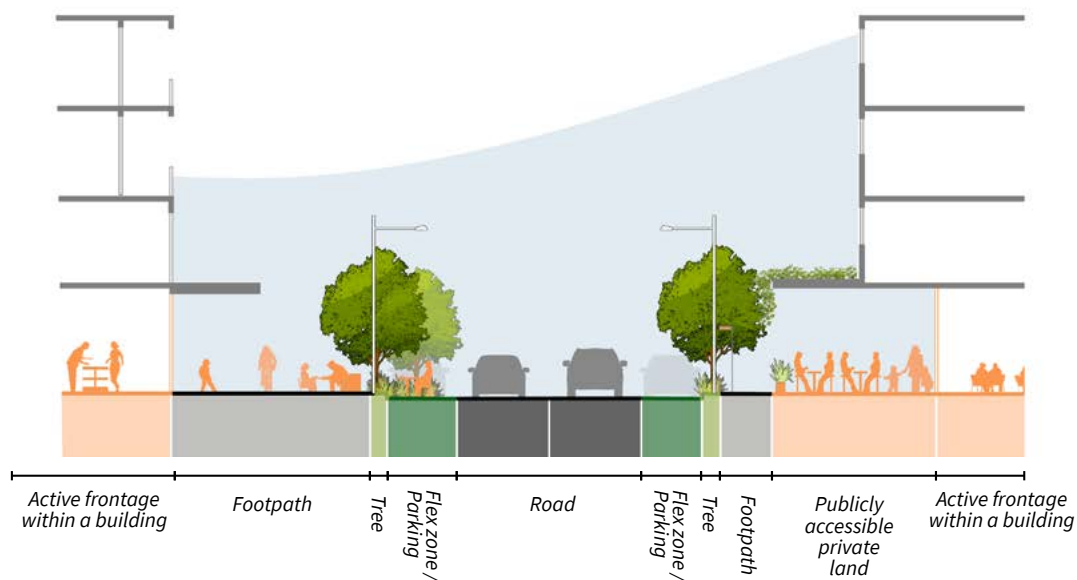 Active frontage
within a building
Footpath
Tree
Flex zone /
Parking
Road
Flex zone /
Parking
Tree
Footpath
Publicly
accessible
private
land
Active frontage
within a building